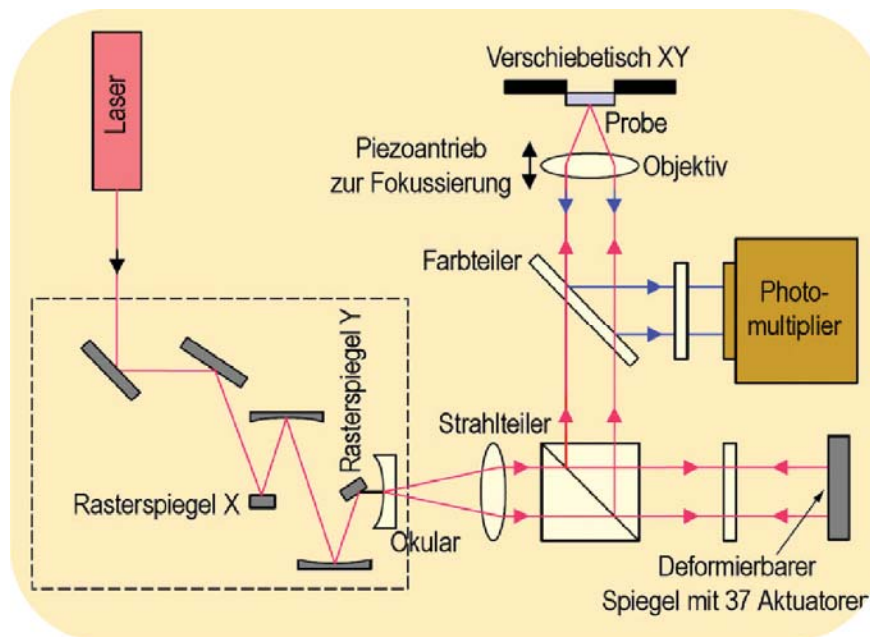 Laser
Verschiebetisch XY
Probe
Piezoantrieb
zur Fokussierung
Objektiv
Farbteiler
Photo-
multiplier
Rasterspiegel Y
Strahlteiler
Rasterspiegel X
Okular
Deformierbarer
Spiegel mit 37 Aktuatoren